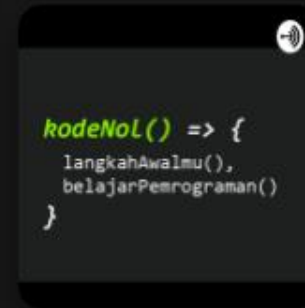 kodeNol() => {
langkahAwalmu(),
belajarPemrograman()
}